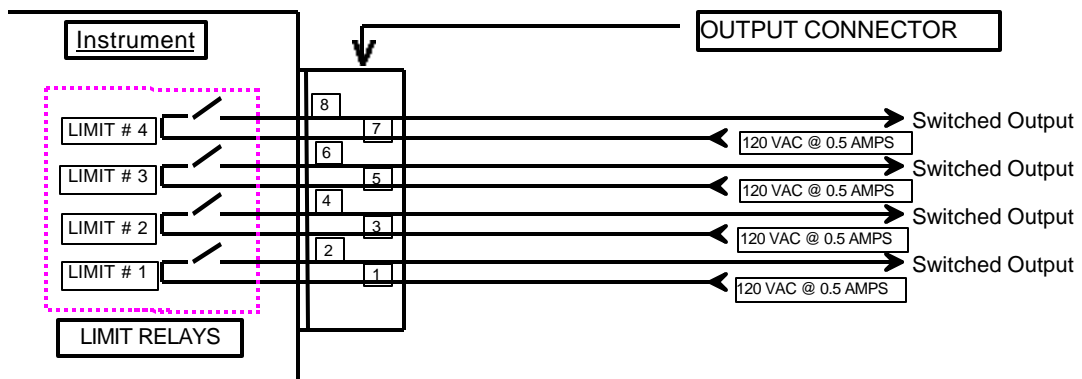 Instrument
OUTPUT CONNECTOR
8
Switched Output
LIMIT # 4
7
120 VAC @ 0.5 AMPS
6
Switched Output
LIMIT # 3
5
120 VAC @ 0.5 AMPS
4
Switched Output
LIMIT # 2
3
120 VAC @ 0.5 AMPS
2
Switched Output
LIMIT # 1
1
120 VAC @ 0.5 AMPS
LIMIT RELAYS